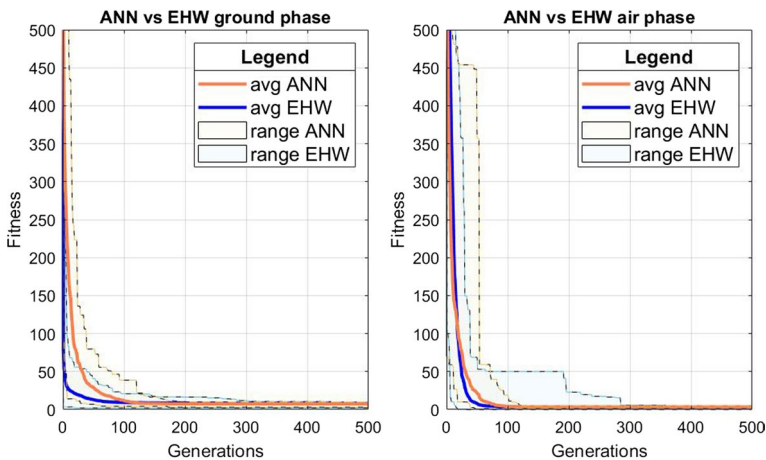 ANN vs EHW ground phase
500
450
400
350
300
250
200
150
100
50
0
Fitness
0
100
200
300
400
500
Generations
Legend
avg ANN
avg EHW
range ANN
range EHW
ANN vs EHW air phase
500
450
400
350
300
250
200
150
100
50
0
Fitness
0
100
200
300
400
500
Generations
Legend
avg ANN
avg EHW
range ANN
range EHW